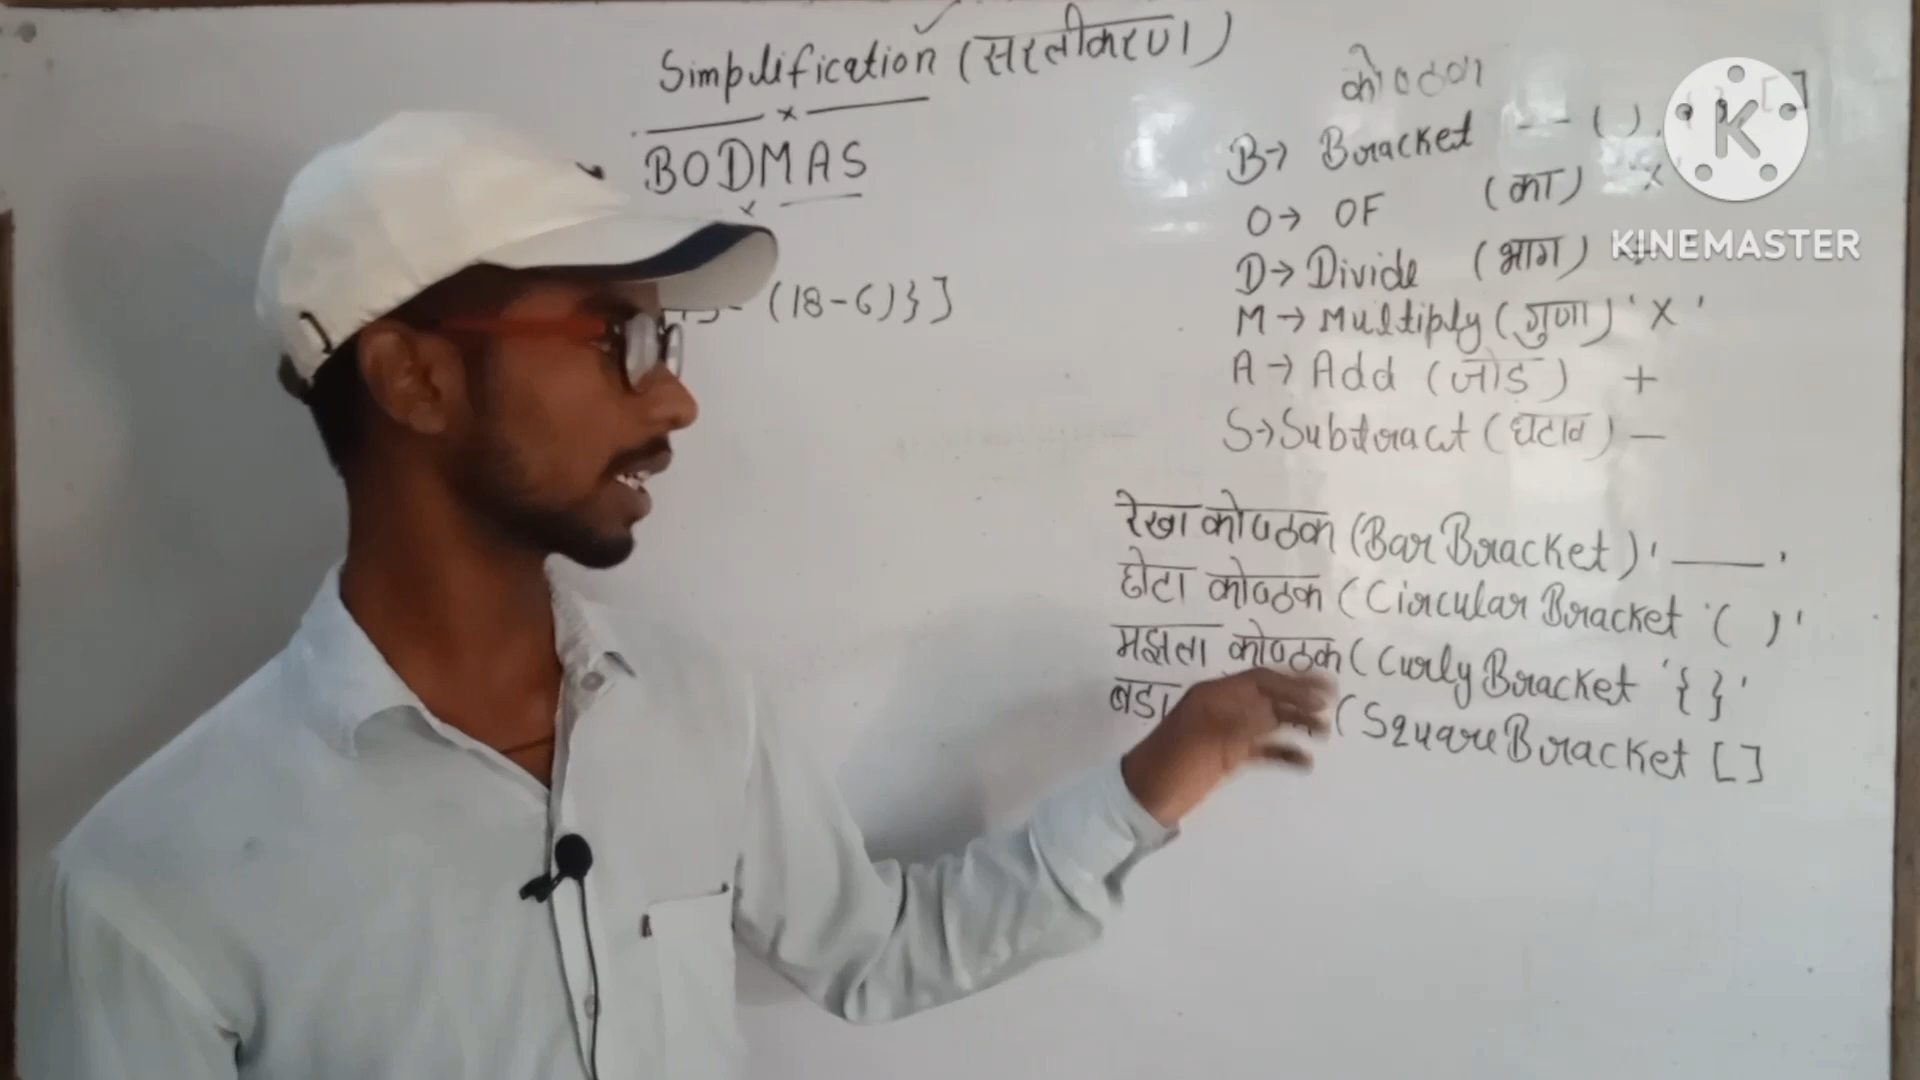 Simplification (सरलीकरण)
BODMAS
- (18-6)}]
कोष्ठक
B→ Bracket — ( ), { }, [ ]
O→ OF (का) 'x'
D→ Divide (भाग)
M→ Multiply (गुणा) 'x'
A→ Add (जोड) +
S→ Subtract (घटाव) —
रेखा कोष्ठक (Bar Bracket) '——'
छोटा कोष्ठक (Circular Bracket '( )'
मझला कोष्ठक (Curly Bracket '{ }'
बडा (Square Bracket [ ]
K
KINEMASTER